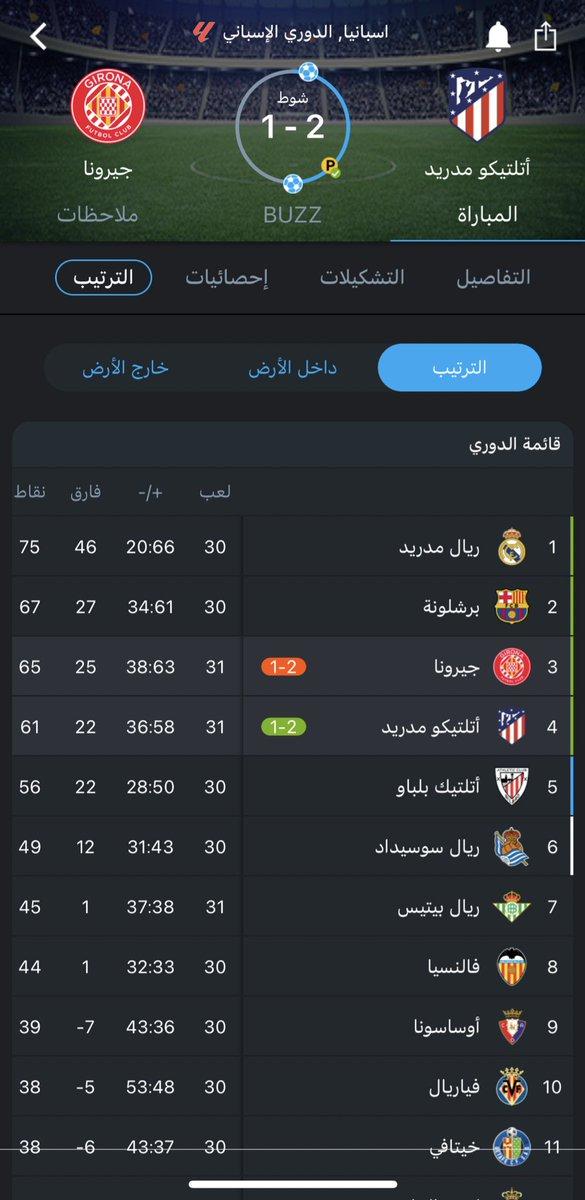 اسبانيا, الدوري الإسباني
GIRONA
FUTBOL CLUB
شوط
1 - 2
P
أتلتيكو مدريد
جيرونا
المباراة
BUZZ
ملاحظات
التفاصيل
التشكيلات
إحصائيات
الترتيب
الترتيب
داخل الأرض
خارج الأرض
قائمة الدوري
لعب +/- فارق نقاط
1 ريال مدريد 30 20:66 46 75
2 برشلونة 30 34:61 27 67
3 جيرونا 1-2 31 38:63 25 65
4 أتلتيكو مدريد 1-2 31 36:58 22 61
5 أتلتيك بلباو 30 28:50 22 56
6 ريال سوسيداد 30 31:43 12 49
7 ريال بيتيس 31 37:38 1 45
8 فالنسيا 30 32:33 1 44
9 أوساسونا 30 43:36 -7 39
10 فياريال 30 53:48 -5 38
11 خيتافي 30 43:37 -6 38